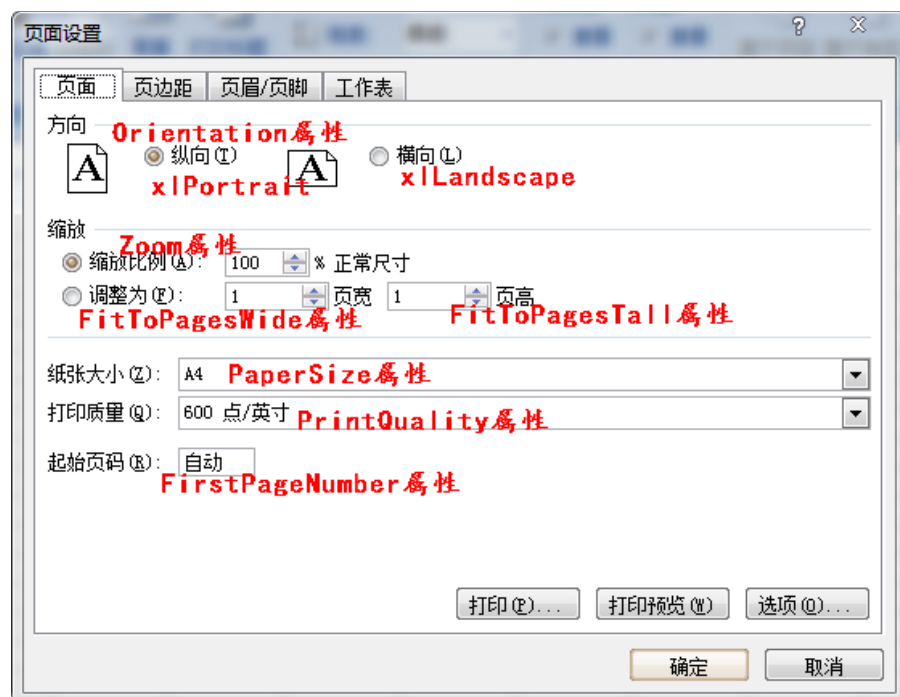 页面设置
页面 页边距 页眉/页脚 工作表
方向
Orientation属性
A 纵向(T) A 横向(L)
xlPortrait xlLandscape
缩放
Zoom属性
缩放比例(A): 100 % 正常尺寸
调整为(F): 1 页宽 1 页高
FitToPagesWide属性 FitToPagesTall属性
纸张大小(Z): A4 PaperSize属性
打印质量(Q): 600 点/英寸 PrintQuality属性
起始页码(R): 自动
FirstPageNumber属性
打印(P)... 打印预览(W) 选项(O)...
确定 取消